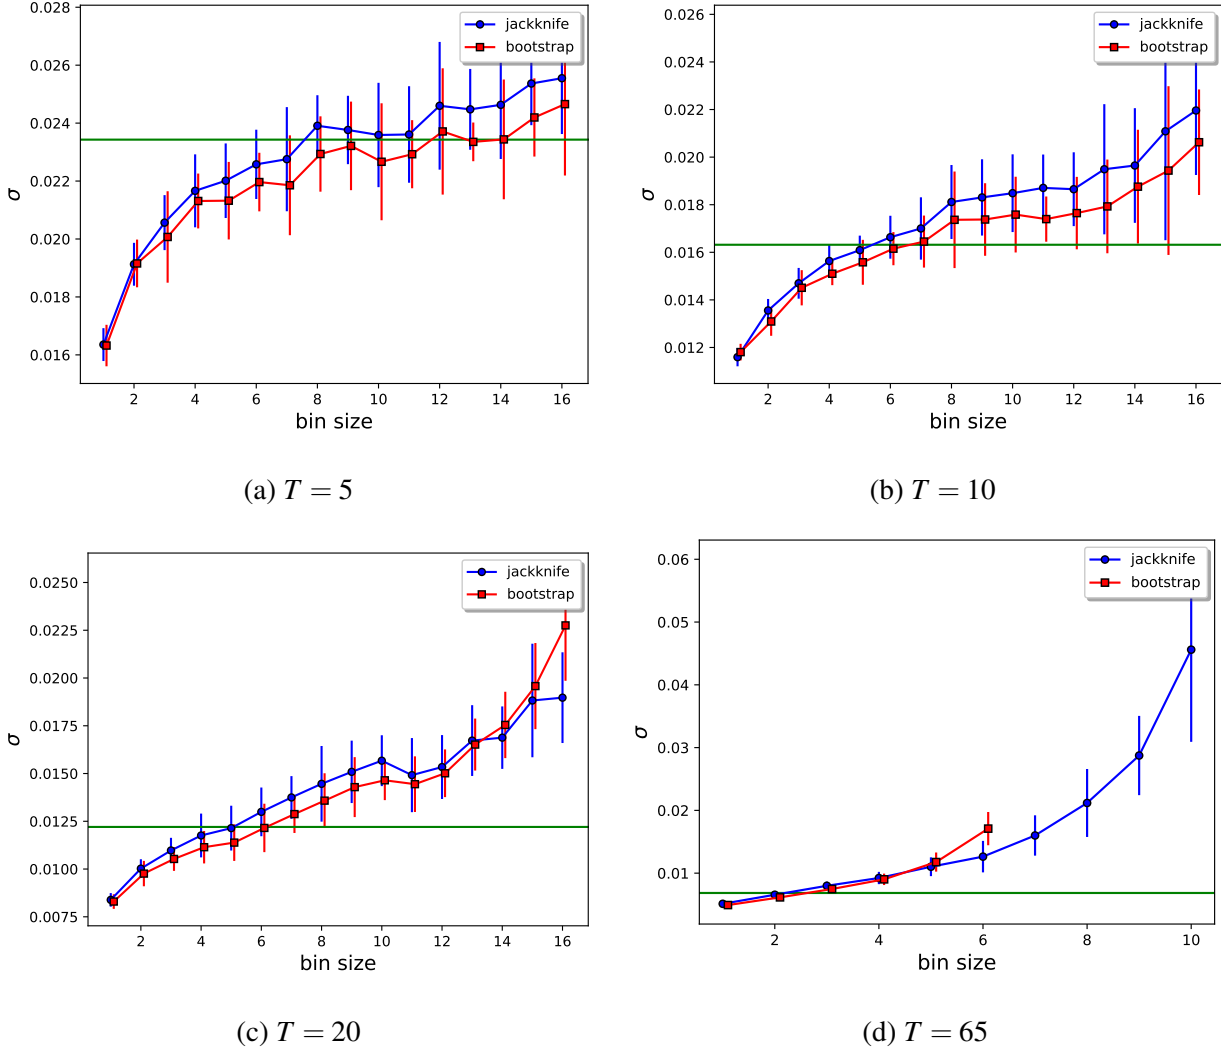 0.028
0.026
0.024
0.022
0.020
0.018
0.016
σ
2 4 6 8 10 12 14 16
bin size
jackknife
bootstrap
(a) T = 5
0.026
0.024
0.022
0.020
0.018
0.016
0.014
0.012
σ
2 4 6 8 10 12 14 16
bin size
jackknife
bootstrap
(b) T = 10
0.0250
0.0225
0.0200
0.0175
0.0150
0.0125
0.0100
0.0075
σ
2 4 6 8 10 12 14 16
bin size
jackknife
bootstrap
(c) T = 20
0.06
0.05
0.04
0.03
0.02
0.01
σ
2 4 6 8 10
bin size
jackknife
bootstrap
(d) T = 65